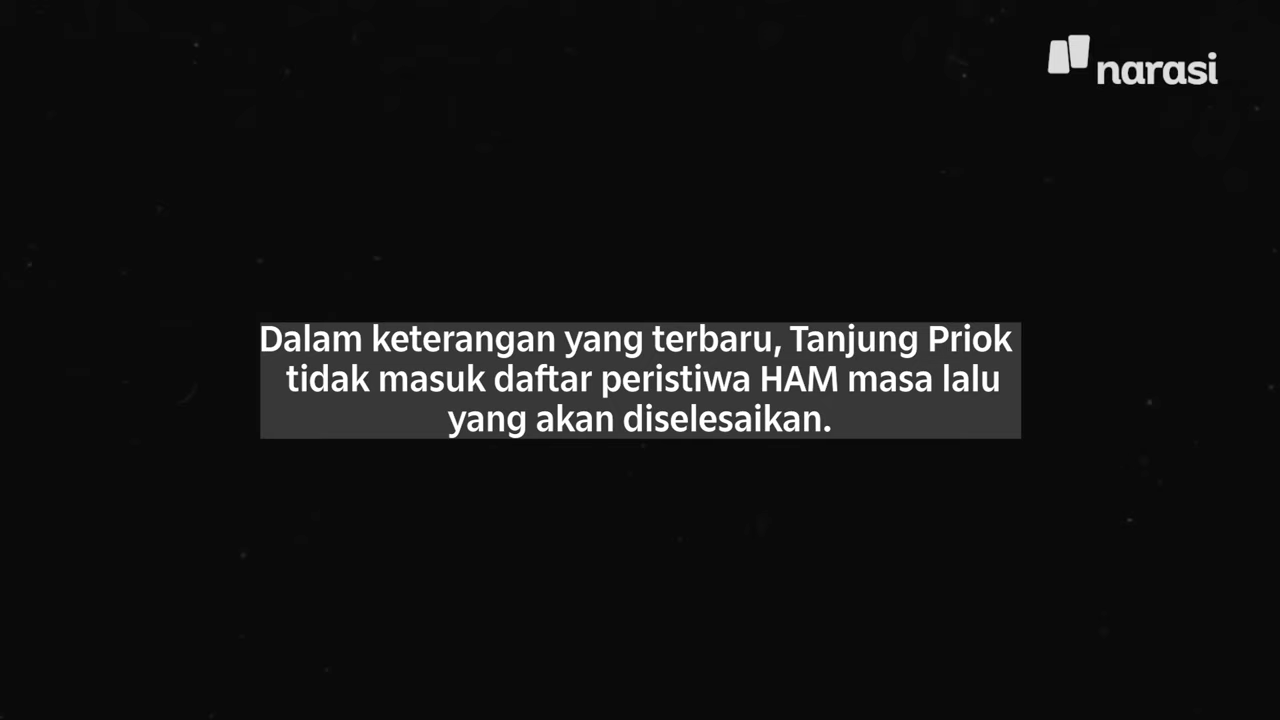 narasi
Dalam keterangan yang terbaru, Tanjung Priok
tidak masuk daftar peristiwa HAM masa lalu
yang akan diselesaikan.